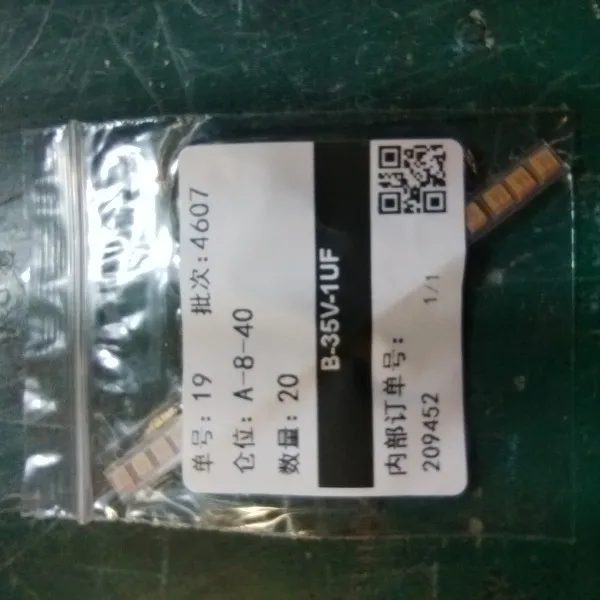 单号:19 批次:4607
仓位: A-8-40
数量: 20
B-35V-1UF
内部订单号: 1/1
209452